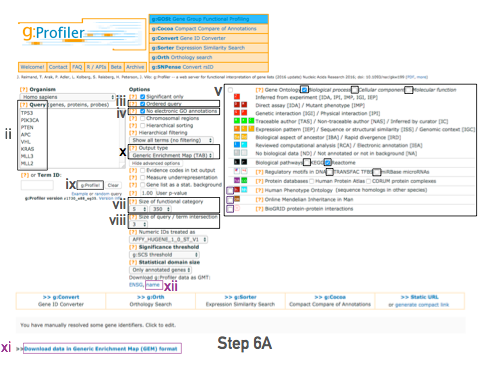 g:Profiler
g:GOSt Gene Group Functional Profiling
g:Cocoa Compact Compare of Annotations
g:Convert Gene ID Converter
g:Sorter Expression Similarity Search
g:Orth Orthology search
g:SNPense Convert rsID
Welcome! Contact FAQ R / APIs Beta Archive
J. Reimand, T. Arak, P. Adler, L. Kolberg, S. Reisberg, H. Peterson, J. Vilo: g:Profiler -- a web server for functional interpretation of gene lists (2016 update) Nucleic Acids Research 2016; doi: 10.1093/nar/gkw199 [PDF, more]
[?] Organism
Homo sapiens
[?] Query (genes, proteins, probes)
TP53
PIK3CA
PTEN
APC
VHL
KRAS
MLL3
MLL2
ii
[?] or Term ID:
ix g:Profiler Clear
Example or random query
Options
[?] Significant only
iii [?] Ordered query
iv [?] No electronic GO annotations
[?] Chromosomal regions
[?] Hierarchical sorting
[?] Hierarchical filtering
Show all terms (no filtering)
x [?] Output type
Generic Enrichment Map (TAB)
Hide advanced options
[?] Evidence codes in txt output
[?] Measure underrepresentation
[?] Gene list as a stat. background
[?] 1.00 User p-value
vii [?] Size of functional category
5 350
viii [?] Size of query / term intersection
3
[?] Numeric IDs treated as
AFFY_HUGENE_1_0_ST_V1
[?] Significance threshold
g:SCS threshold
[?] Statistical domain size
Only annotated genes
Download g:Profiler data as GMT:
ENSG, name
xii
v
[?] Gene Ontology Biological process Cellular component Molecular function
Inferred from experiment [IDA, IPI, IMP, IGI, IEP]
Direct assay [IDA] / Mutant phenotype [IMP]
Genetic interaction [IGI] / Physical interaction [IPI]
Traceable author [TAS] / Non-traceable author [NAS] / Inferred by curator [IC]
Expression pattern [IEP] / Sequence or structural similarity [ISS] / Genomic context [IGC]
Biological aspect of ancestor [IBA] / Rapid divergence [IRD]
Reviewed computational analysis [RCA] / Electronic annotation [IEA]
No biological data [ND] / Not annotated or not in background [NA]
Biological pathways KEGG Reactome
[?] Regulatory motifs in DNA TRANSFAC TFBS miRBase microRNAs
[?] Protein databases Human Protein Atlas CORUM protein complexes
[?] Human Phenotype Ontology (sequence homologs in other species)
[?] Online Mendelian Inheritance in Man
[?] BioGRID protein-protein interactions
>> g:Convert
Gene ID Converter
>> g:Orth
Orthology Search
>> g:Sorter
Expression Similarity Search
>> g:Cocoa
Compact Compare of Annotations
>> Static URL
or generate compact link
You have manually resolved some gene identifiers. Click to edit.
xi >>Download data in Generic Enrichment Map (GEM) format
Step 6A